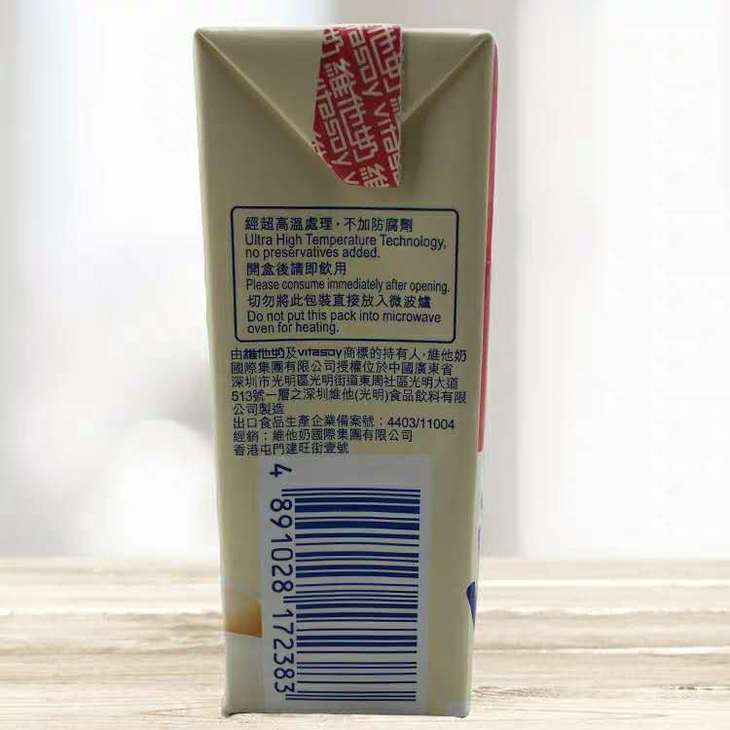 維他奶 維
vitasoy
經超高溫處理，不加防腐劑
Ultra High Temperature Technology,
no preservatives added.
開盒後請即飲用
Please consume immediately after opening.
切勿將此包裝直接放入微波爐
Do not put this pack into microwave
oven for heating.
由維他奶及vitasoy商標的持有人，維他奶
國際集團有限公司授權位於中國廣東省
深圳市光明區光明街道東周社區光明大道
513號一層之深圳維他(光明)食品飲料有限
公司製造
出口食品生產企業備案號：4403/11004
經銷：維他奶國際集團有限公司
香港屯門建旺街壹號
4 891028 172383